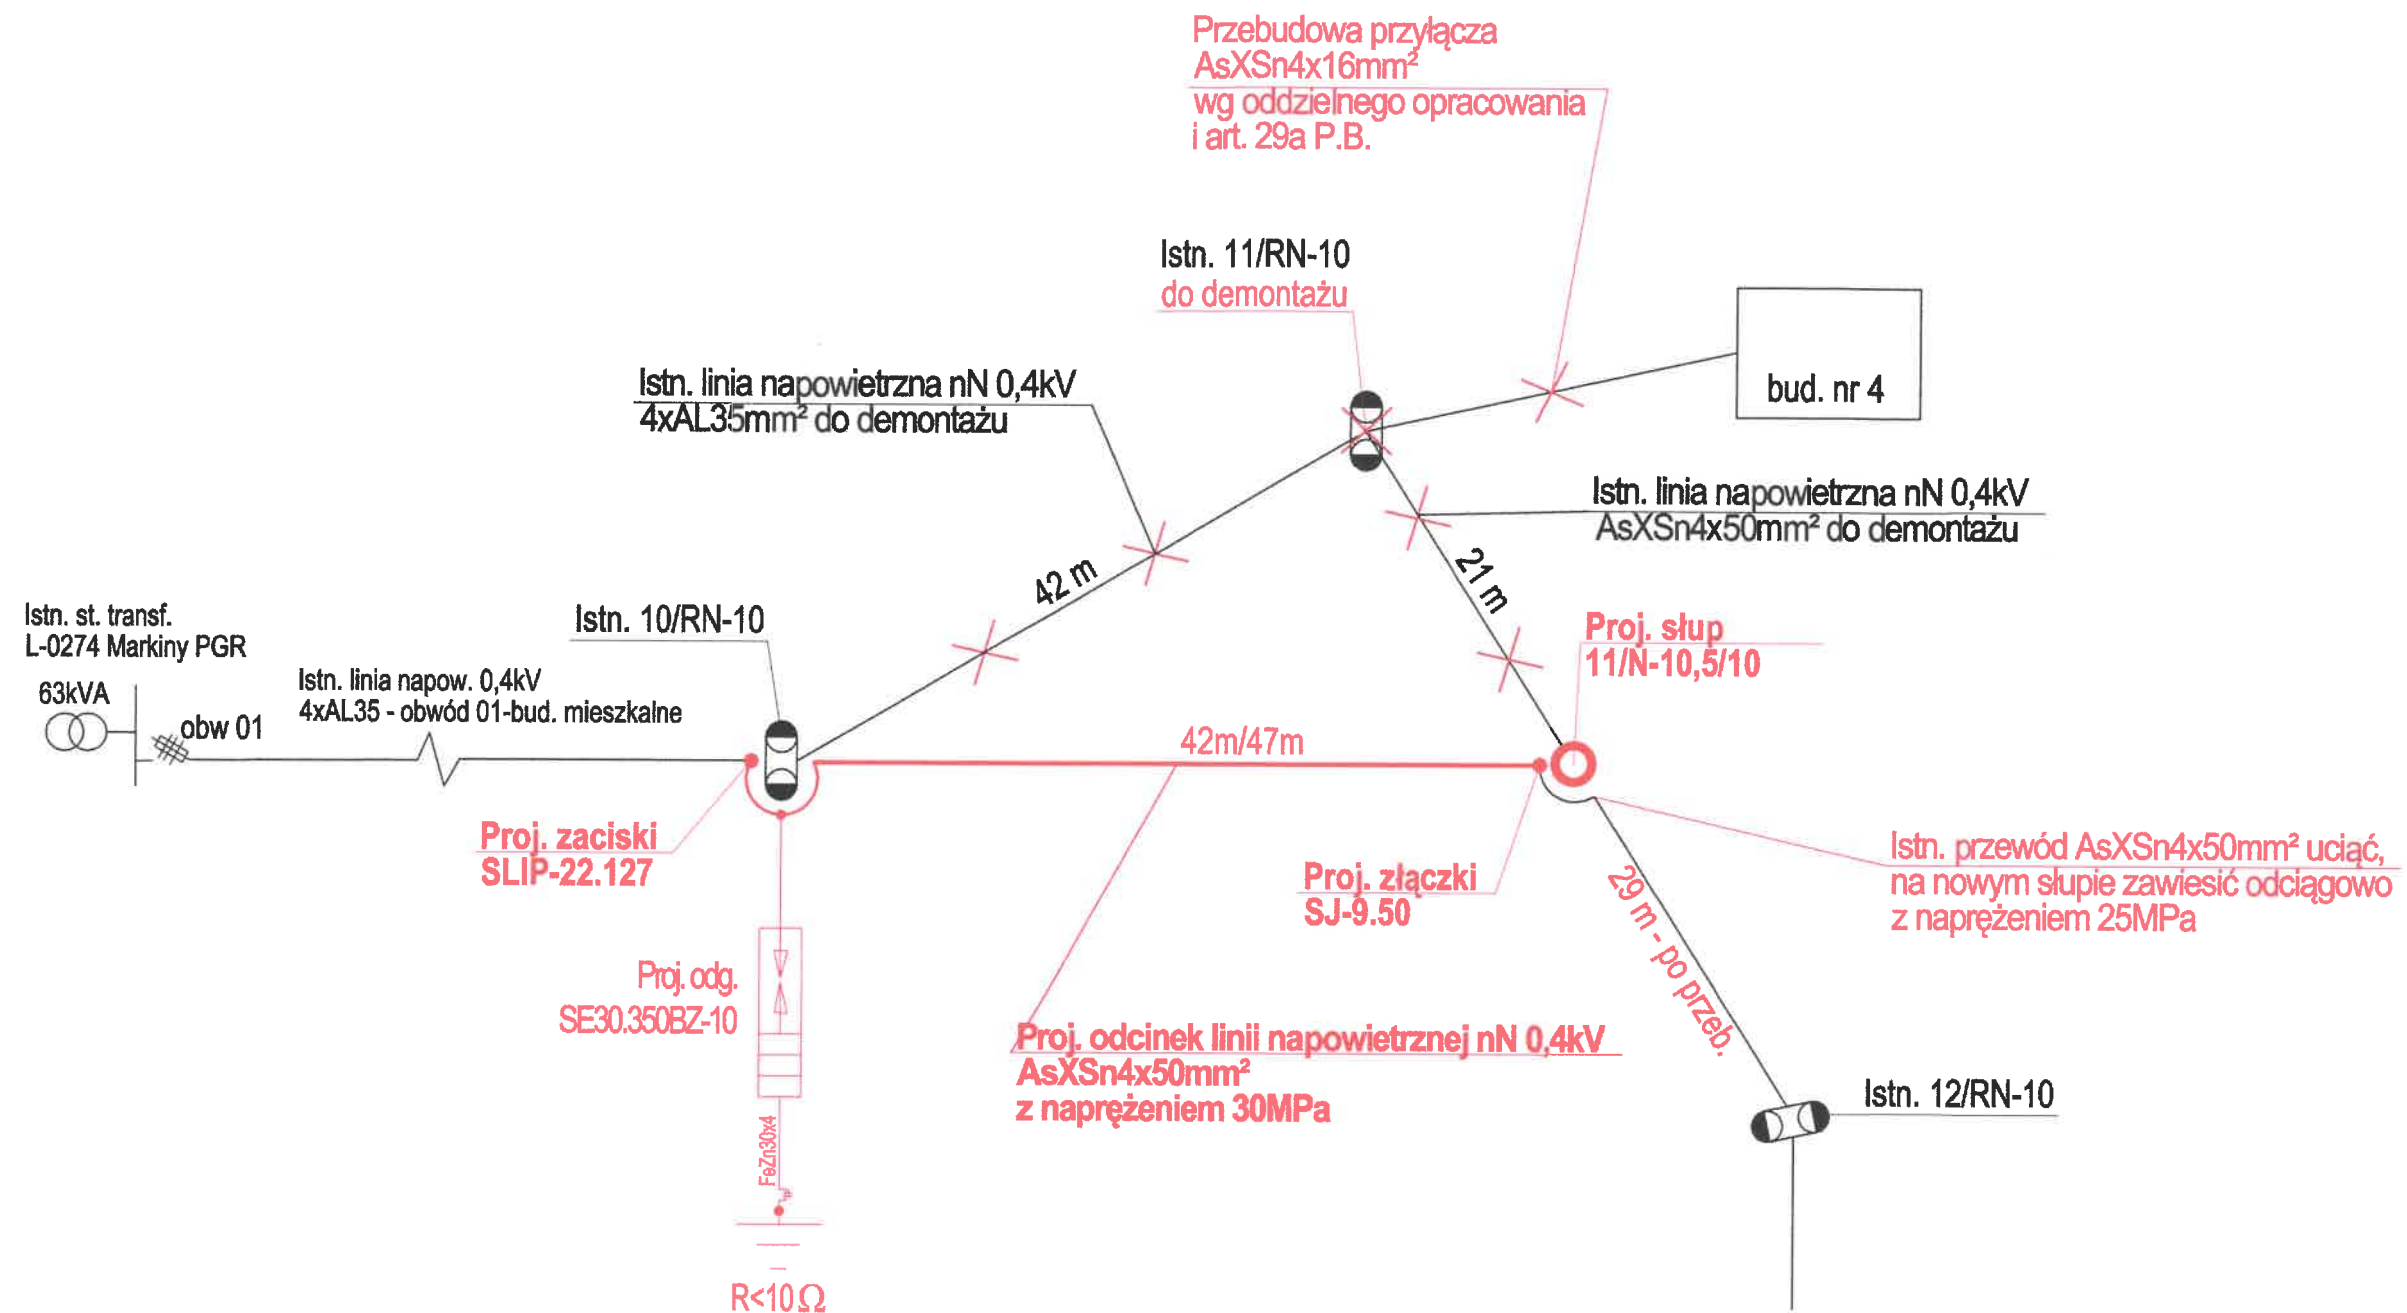 Przebudowa przyłącza
AsXSn4x16mm²
wg oddzielnego opracowania
i art. 29a P.B.
Istn. 11/RN-10
do demontażu
bud. nr 4
Istn. linia napowietrzna nN 0,4kV
4xAL35mm² do demontażu
Istn. linia napowietrzna nN 0,4kV
AsXSn4x50mm² do demontażu
42 m
21 m
Istn. st. transf.
L-0274 Markiny PGR
63kVA
obw 01
Istn. linia napow. 0,4kV
4xAL35 - obwód 01-bud. mieszkalne
Istn. 10/RN-10
Proj. słup
11/N-10,5/10
42m/47m
Proj. zaciski
SLIP-22.127
Proj. złączki
SJ-9.50
Istn. przewód AsXSn4x50mm² uciąć,
na nowym słupie zawiesić odciągowo
z naprężeniem 25MPa
29 m - po przeb.
Proj. odg.
SE30.350BZ-10
Proj. odcinek linii napowietrznej nN 0,4kV
AsXSn4x50mm²
z naprężeniem 30MPa
Istn. 12/RN-10
FeZn30x4
R<10Ω